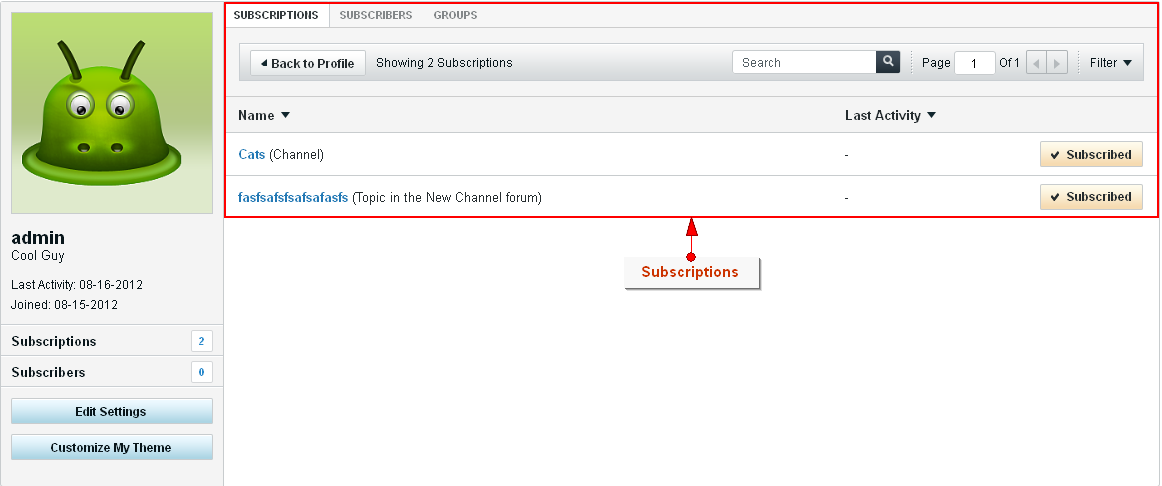 SUBSCRIPTIONS SUBSCRIBERS GROUPS
Back to Profile Showing 2 Subscriptions Search Page 1 Of 1 Filter
Name Last Activity
Cats (Channel) - Subscribed
fasfsafsfsafsafasfs (Topic in the New Channel forum) - Subscribed
Subscriptions
admin
Cool Guy
Last Activity: 08-16-2012
Joined: 08-15-2012
Subscriptions 2
Subscribers 0
Edit Settings
Customize My Theme